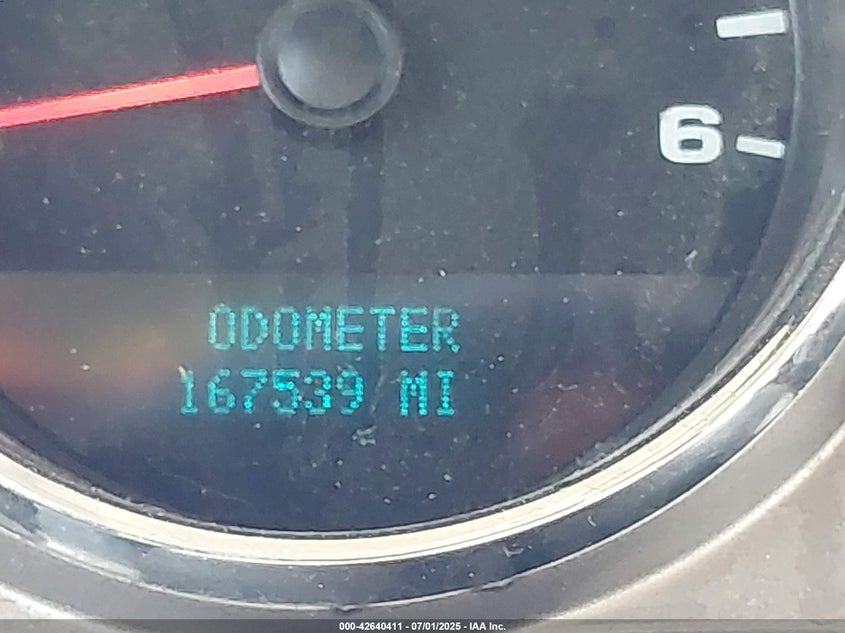 6
ODOMETER
167539 MI
000-42640411 - 07/01/2025 - IAA Inc.